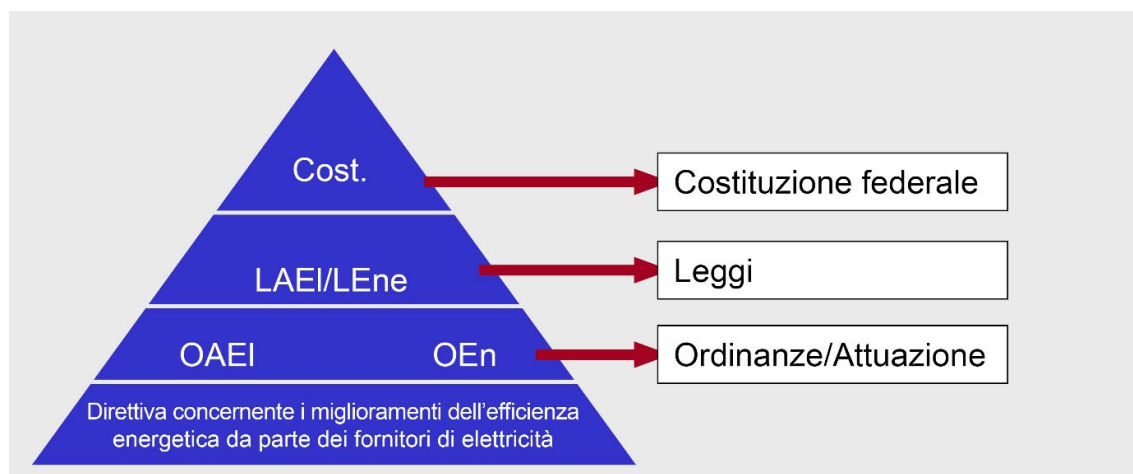 Cost.
Costituzione federale
LAEl/LEne
Leggi
OAEl OEn
Ordinanze/Attuazione
Direttiva concernente i miglioramenti dell'efficienza
energetica da parte dei fornitori di elettricità